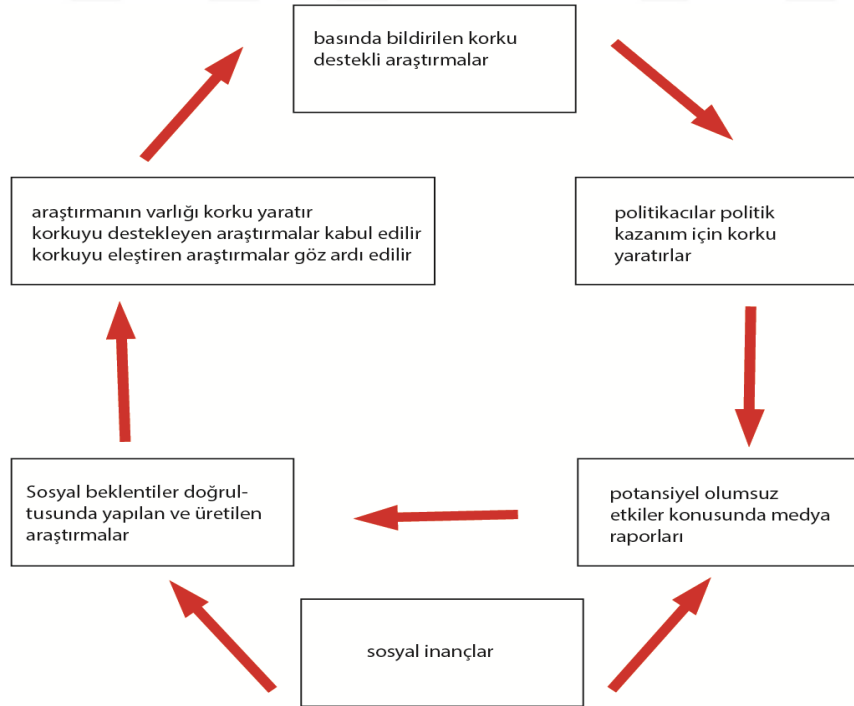 basında bildirilen korku
destekli araştırmalar
araştırmanın varlığı korku yaratır
korkuyu destekleyen araştırmalar kabul edilir
korkuyu eleştiren araştırmalar göz ardı edilir
politikacılar politik
kazanım için korku
yaratırlar
Sosyal beklentiler doğrul-
tusunda yapılan ve üretilen
araştırmalar
potansiyel olumsuz
etkiler konusunda medya
raporları
sosyal inançlar